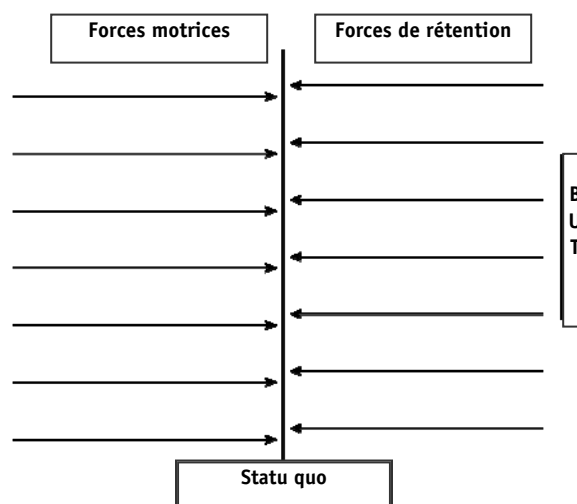 Forces motrices
Forces de rétention
B
U
T
Statu quo